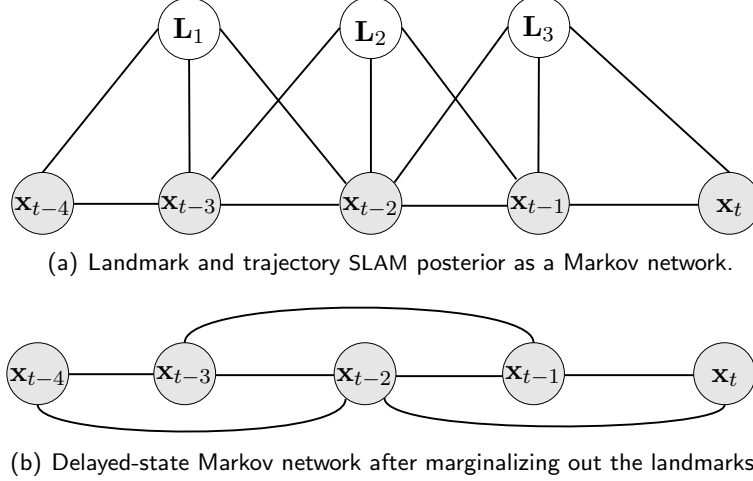 L₁ L₂ L₃
xₜ₋₄ xₜ₋₃ xₜ₋₂ xₜ₋₁ xₜ
(a) Landmark and trajectory SLAM posterior as a Markov network.
xₜ₋₄ xₜ₋₃ xₜ₋₂ xₜ₋₁ xₜ
(b) Delayed-state Markov network after marginalizing out the landmarks